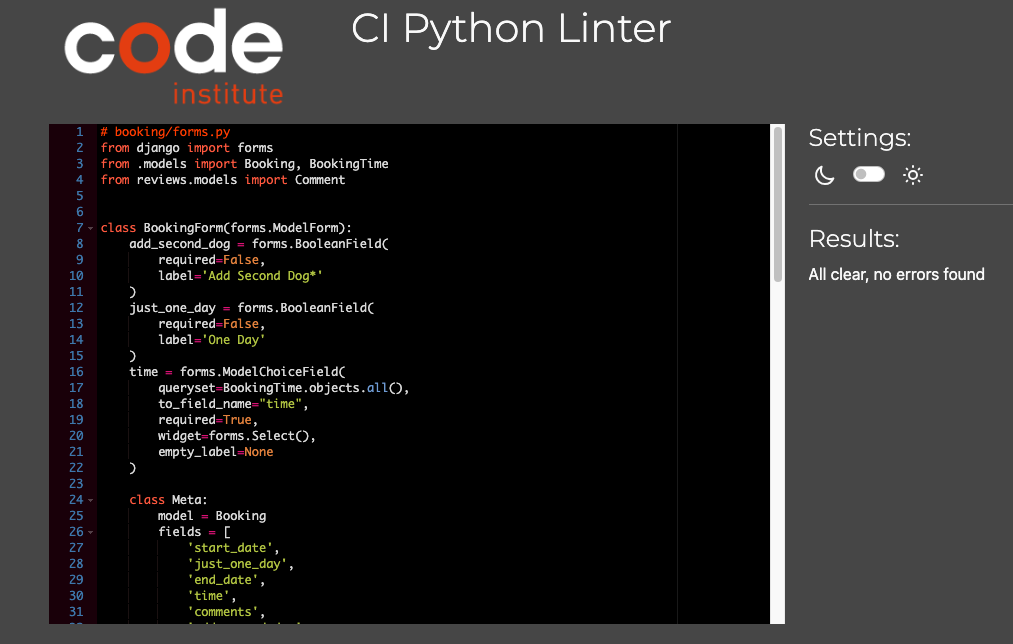 code
institute
CI Python Linter
1 # booking/forms.py
2 from django import forms
3 from .models import Booking, BookingTime
4 from reviews.models import Comment
5
6
7 class BookingForm(forms.ModelForm):
8     add_second_dog = forms.BooleanField(
9         required=False,
10         label='Add Second Dog*'
11     )
12     just_one_day = forms.BooleanField(
13         required=False,
14         label='One Day'
15     )
16     time = forms.ModelChoiceField(
17         queryset=BookingTime.objects.all(),
18         to_field_name="time",
19         required=True,
20         widget=forms.Select(),
21         empty_label=None
22     )
23
24     class Meta:
25         model = Booking
26         fields = [
27             'start_date',
28             'just_one_day',
29             'end_date',
30             'time',
31             'comments',
Settings:
Results:
All clear, no errors found